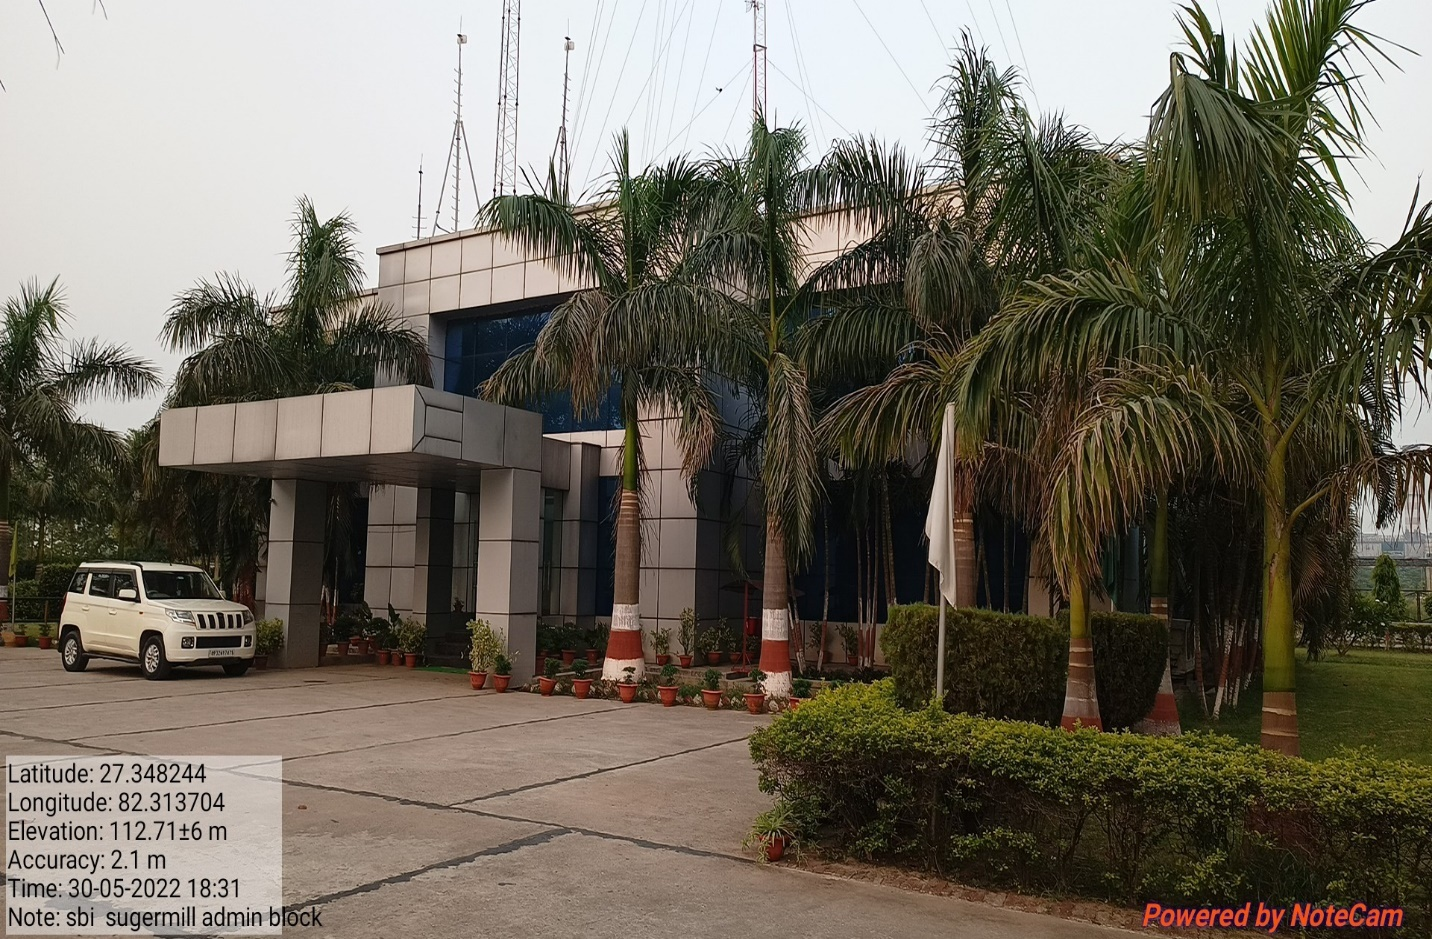 Latitude: 27.348244
Longitude: 82.313704
Elevation: 112.71±6 m
Accuracy: 2.1 m
Time: 30-05-2022 18:31
Note: sbi  sugermill admin block
Powered by NoteCam